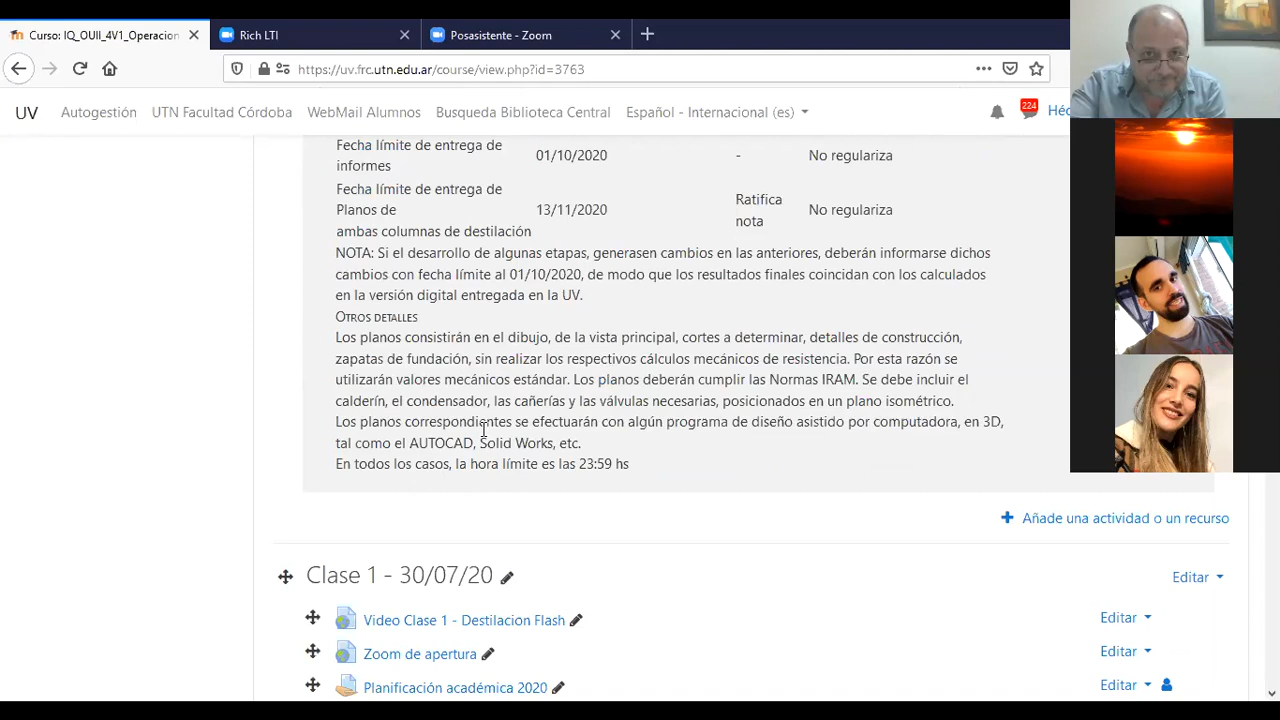 Curso: IQ_OUII_4V1_Operacion
Rich LTI
Posasistente - Zoom
https://uv.frc.utn.edu.ar/course/view.php?id=3763
UV Autogestión UTN Facultad Córdoba WebMail Alumnos Busqueda Biblioteca Central Español - Internacional (es) 224 Héc
Fecha límite de entrega de
informes 01/10/2020 - No regulariza
Fecha límite de entrega de
Planos de 13/11/2020 Ratifica
nota No regulariza
ambas columnas de destilación
NOTA: Si el desarrollo de algunas etapas, generasen cambios en las anteriores, deberán informarse dichos
cambios con fecha límite al 01/10/2020, de modo que los resultados finales coincidan con los calculados
en la versión digital entregada en la UV.
OTROS DETALLES
Los planos consistirán en el dibujo, de la vista principal, cortes a determinar, detalles de construcción,
zapatas de fundación, sin realizar los respectivos cálculos mecánicos de resistencia. Por esta razón se
utilizarán valores mecánicos estándar. Los planos deberán cumplir las Normas IRAM. Se debe incluir el
calderín, el condensador, las cañerías y las válvulas necesarias, posicionados en un plano isométrico.
Los planos correspondientes se efectuarán con algún programa de diseño asistido por computadora, en 3D,
tal como el AUTOCAD, Solid Works, etc.
En todos los casos, la hora límite es las 23:59 hs
Añade una actividad o un recurso
Clase 1 - 30/07/20 Editar
Video Clase 1 - Destilacion Flash Editar
Zoom de apertura Editar
Planificación académica 2020 Editar